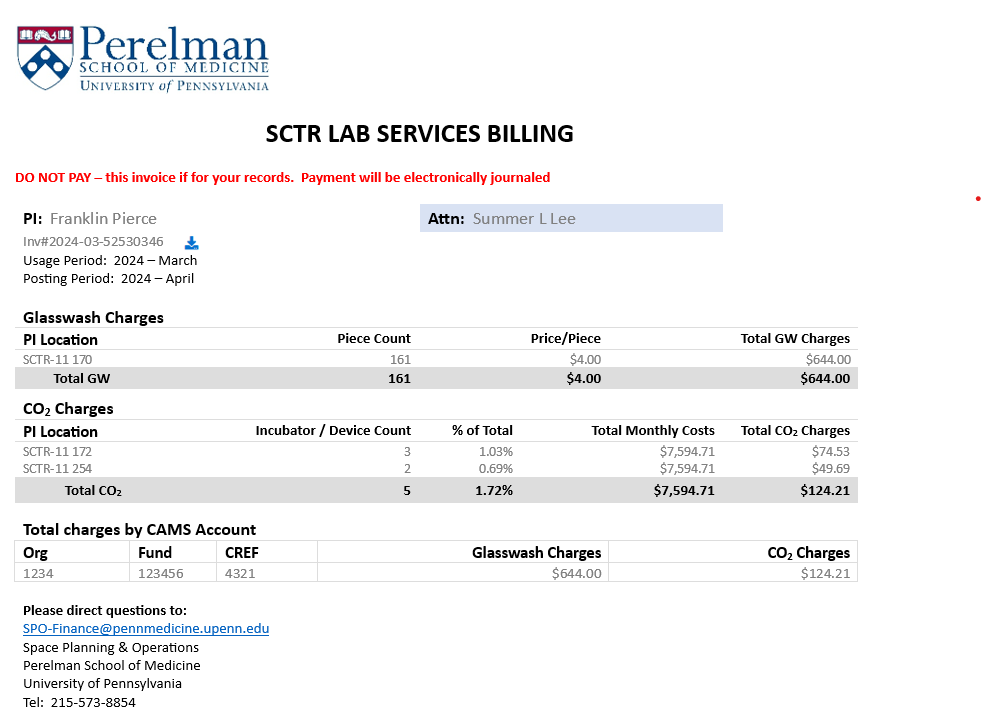 Perelman
SCHOOL OF MEDICINE
UNIVERSITY of PENNSYLVANIA
SCTR LAB SERVICES BILLING
DO NOT PAY – this invoice if for your records. Payment will be electronically journaled
PI: Franklin Pierce Attn: Summer L Lee
Inv#2024-03-52530346
Usage Period: 2024 – March
Posting Period: 2024 – April
Glasswash Charges
PI Location Piece Count Price/Piece Total GW Charges
SCTR-11 170 161 $4.00 $644.00
Total GW 161 $4.00 $644.00
CO₂ Charges
PI Location Incubator / Device Count % of Total Total Monthly Costs Total CO₂ Charges
SCTR-11 172 3 1.03% $7,594.71 $74.53
SCTR-11 254 2 0.69% $7,594.71 $49.69
Total CO₂ 5 1.72% $7,594.71 $124.21
Total charges by CAMS Account
Org Fund CREF Glasswash Charges CO₂ Charges
1234 123456 4321 $644.00 $124.21
Please direct questions to:
SPO-Finance@pennmedicine.upenn.edu
Space Planning & Operations
Perelman School of Medicine
University of Pennsylvania
Tel: 215-573-8854